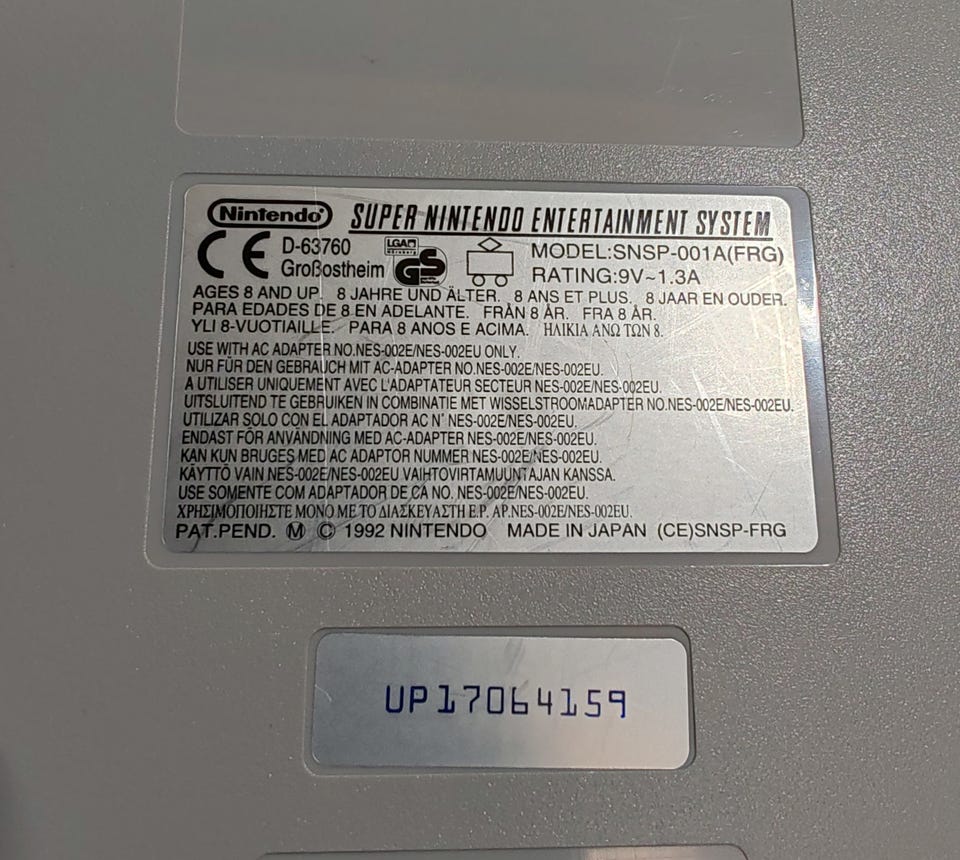 Nintendo® SUPER NINTENDO ENTERTAINMENT SYSTEM
CE D-63760 LGA GS MODEL:SNSP-001A(FRG)
Großostheim RATING:9V~1.3A
AGES 8 AND UP. 8 JAHRE UND ÄLTER. 8 ANS ET PLUS. 8 JAAR EN OUDER.
PARA EDADES DE 8 EN ADELANTE. FRÅN 8 ÅR. FRA 8 ÅR.
YLI 8-VUOTIAILLE. PARA 8 ANOS E ACIMA. ΗΛΙΚΙΑ ΑΝΩ ΤΩΝ 8.
USE WITH AC ADAPTER NO.NES-002E/NES-002EU ONLY.
NUR FÜR DEN GEBRAUCH MIT AC-ADAPTER NO.NES-002E/NES-002EU.
A UTILISER UNIQUEMENT AVEC L'ADAPTATEUR SECTEUR NES-002E/NES-002EU.
UITSLUITEND TE GEBRUIKEN IN COMBINATIE MET WISSELSTROOMADAPTER NO.NES-002E/NES-002EU.
UTILIZAR SOLO CON EL ADAPTADOR AC N° NES-002E/NES-002EU.
ENDAST FÖR ANVÄNDNING MED AC-ADAPTER NES-002E/NES-002EU.
KAN KUN BRUGES MED AC ADAPTOR NUMMER NES-002E/NES-002EU.
KÄYTTÖ VAIN NES-002E/NES-002EU VAIHTOVIRTAMUUNTAJAN KANSSA.
USE SOMENTE COM ADAPTADOR DE CA NO. NES-002E/NES-002EU.
ΧΡΗΣΙΜΟΠΟΙΗΣΤΕ ΜΟΝΟ ΜΕ ΤΟ ΔΙΑΣΚΕΥΑΣΤΗ Ε.Ρ. ΑΡ.NES-002E/NES-002EU.
PAT.PEND. Ⓜ © 1992 NINTENDO MADE IN JAPAN (CE)SNSP-FRG
UP17064159